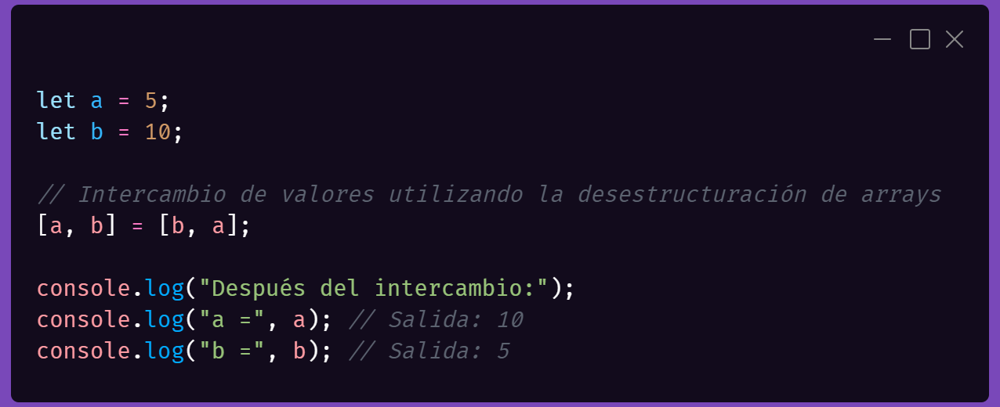 let a = 5;
let b = 10;
// Intercambio de valores utilizando la desestructuración de arrays
[a, b] = [b, a];
console.log("Después del intercambio:");
console.log("a =", a); // Salida: 10
console.log("b =", b); // Salida: 5